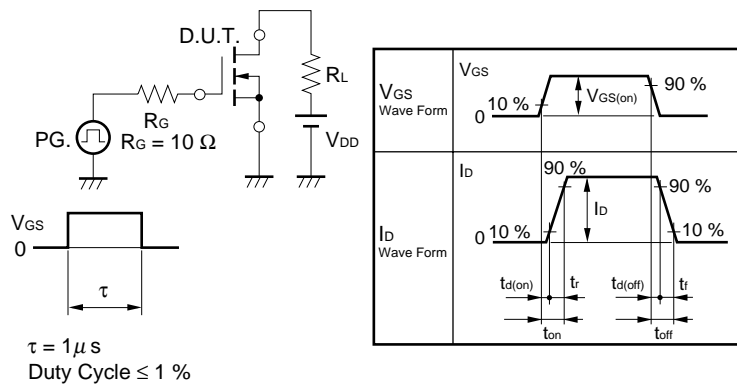 D.U.T.
RL
RG
PG.
RG = 10 Ω
VDD
VGS
0
τ
τ = 1μ s
Duty Cycle ≤ 1 %
VGS
Wave Form
VGS
10 %
0
VGS(on)
90 %
ID
Wave Form
ID
90 %
90 %
0 10 %
ID
10 %
td(on)
tr
td(off)
tf
ton
toff